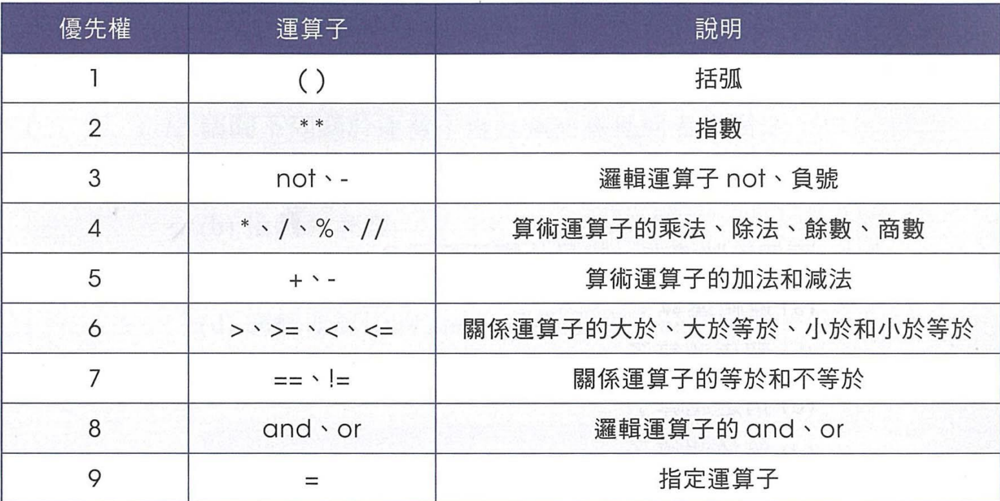 優先權 運算子 說明
1 ( ) 括弧
2 ** 指數
3 not、- 邏輯運算子 not、負號
4 *、/、%、// 算術運算子的乘法、除法、餘數、商數
5 +、- 算術運算子的加法和減法
6 >、>=、<、<= 關係運算子的大於、大於等於、小於和小於等於
7 ==、!= 關係運算子的等於和不等於
8 and、or 邏輯運算子的 and、or
9 = 指定運算子